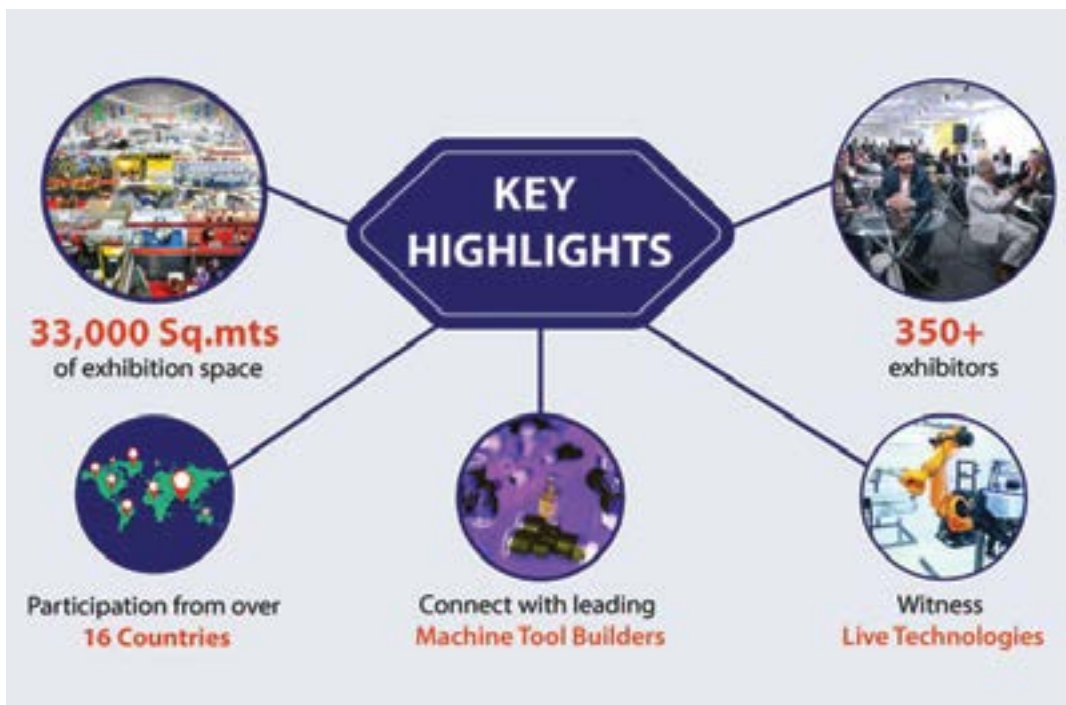 KEY
HIGHLIGHTS
33,000 Sq.mts
of exhibition space
350+
exhibitors
Participation from over
16 Countries
Connect with leading
Machine Tool Builders
Witness
Live Technologies